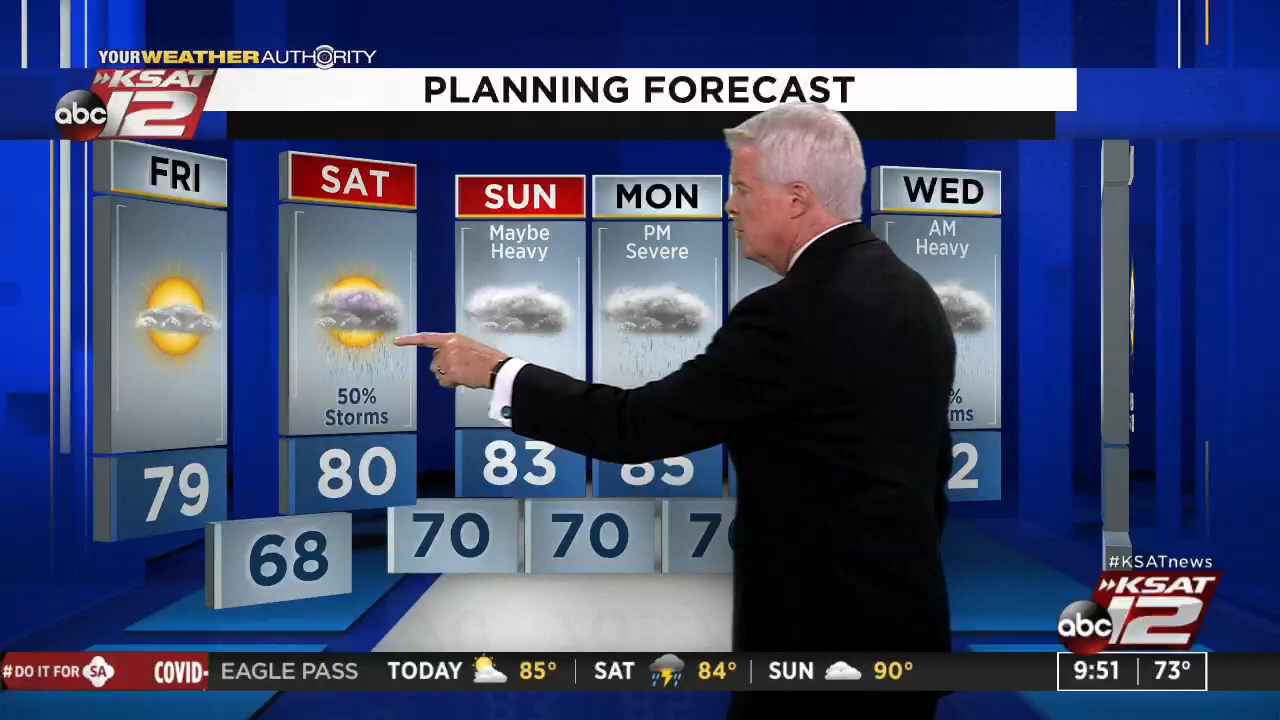 YOURWEATHERAUTHORITY
KSAT
abc 12
PLANNING FORECAST
FRI
79
SAT
50%
Storms
80
SUN
Maybe
Heavy
83
MON
PM
Severe
85
WED
AM
Heavy
68
70
70
#KSATnews
KSAT
abc 12
#DO IT FOR SA
COVID-
EAGLE PASS TODAY 85° SAT 84° SUN 90°
9:51 73°